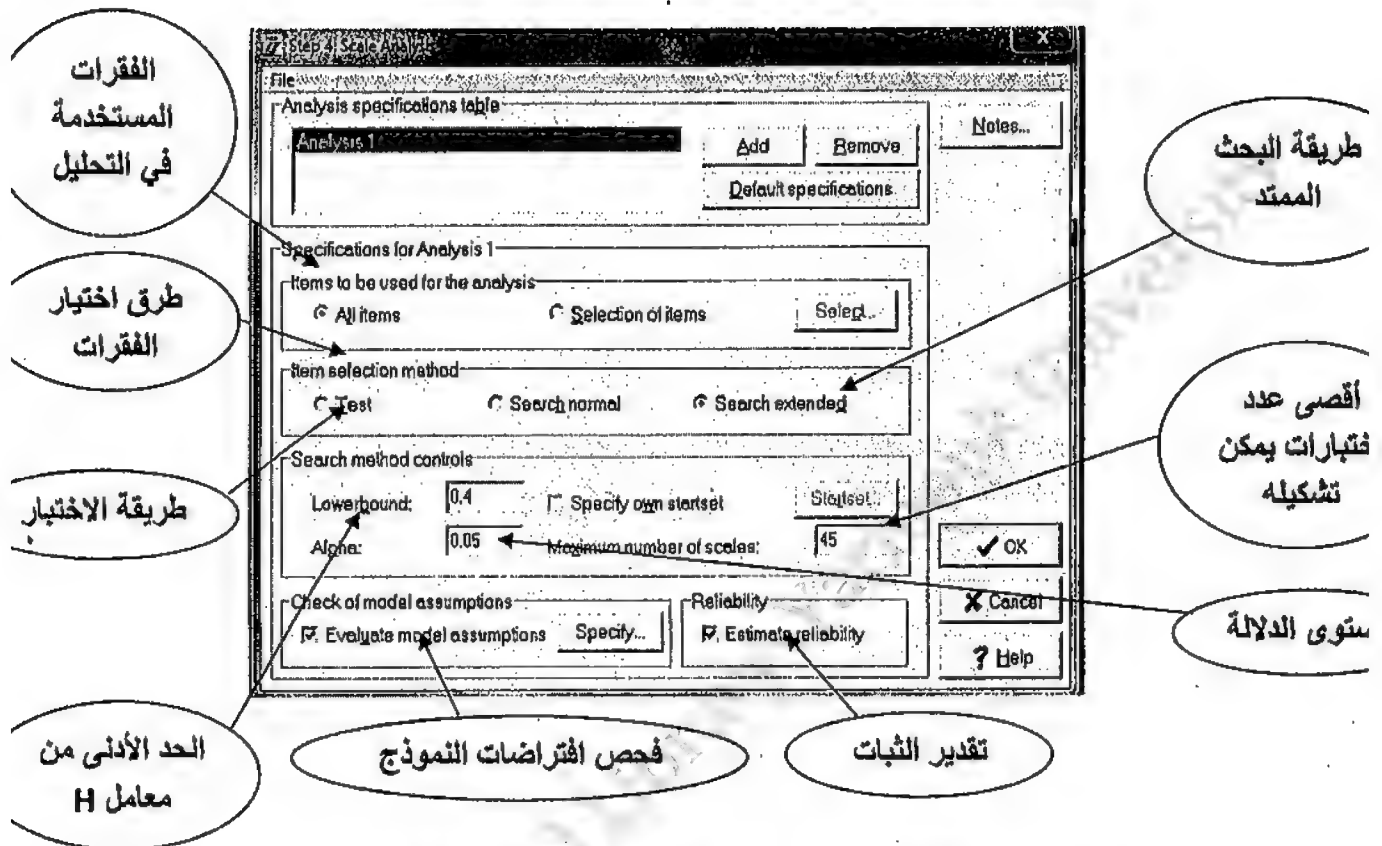 Step 4: Scale Analysis
File
Analysis specifications table
Analysis 1
Add
Remove
Default specifications
Notes...
Specifications for Analysis 1
Items to be used for the analysis
All items
Selection of items
Select...
Item selection method
Test
Search normal
Search extended
Search method controls
Lowerbound:
0.4
Specify own startset
Startset...
Alpha:
0.05
Maximum number of scales:
45
OK
Check of model assumptions
Evaluate model assumptions
Specify...
Reliability
Estimate reliability
Cancel
? Help
الفقرات
المستخدمة
في التحليل
طرق اختيار
الفقرات
طريقة الاختبار
الحد الأدنى من
معامل H
فحص افتراضات النموذج
تقدير الثبات
طريقة البحث
الممتد
أقصى عدد
ختبارات يمكن
تشكيله
ستوى الدلالة